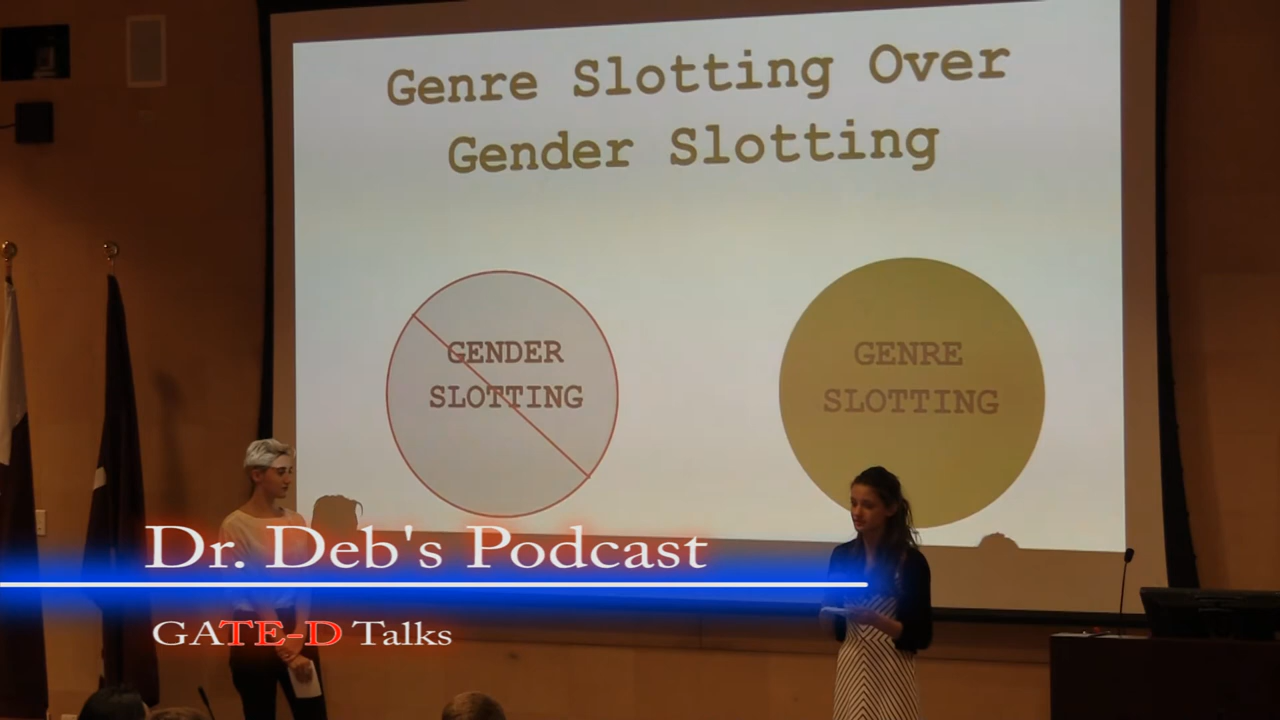 Genre Slotting Over
Gender Slotting
GENDER
SLOTTING
GENRE
SLOTTING
Dr. Deb's Podcast
GATE-D Talks